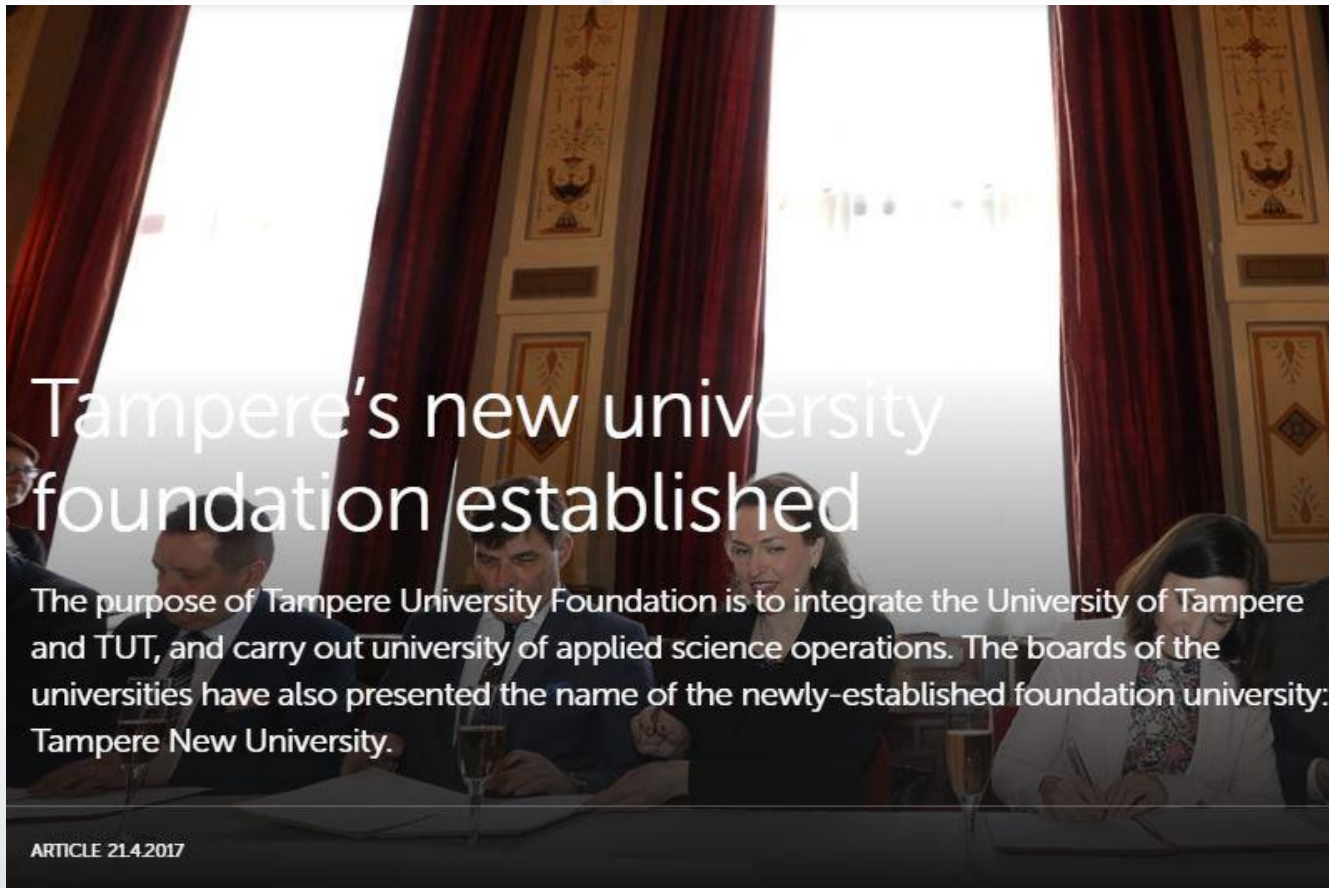 Tampere's new university
foundation established
The purpose of Tampere University Foundation is to integrate the University of Tampere
and TUT, and carry out university of applied science operations. The boards of the
universities have also presented the name of the newly-established foundation university:
Tampere New University.
ARTICLE 21.4.2017